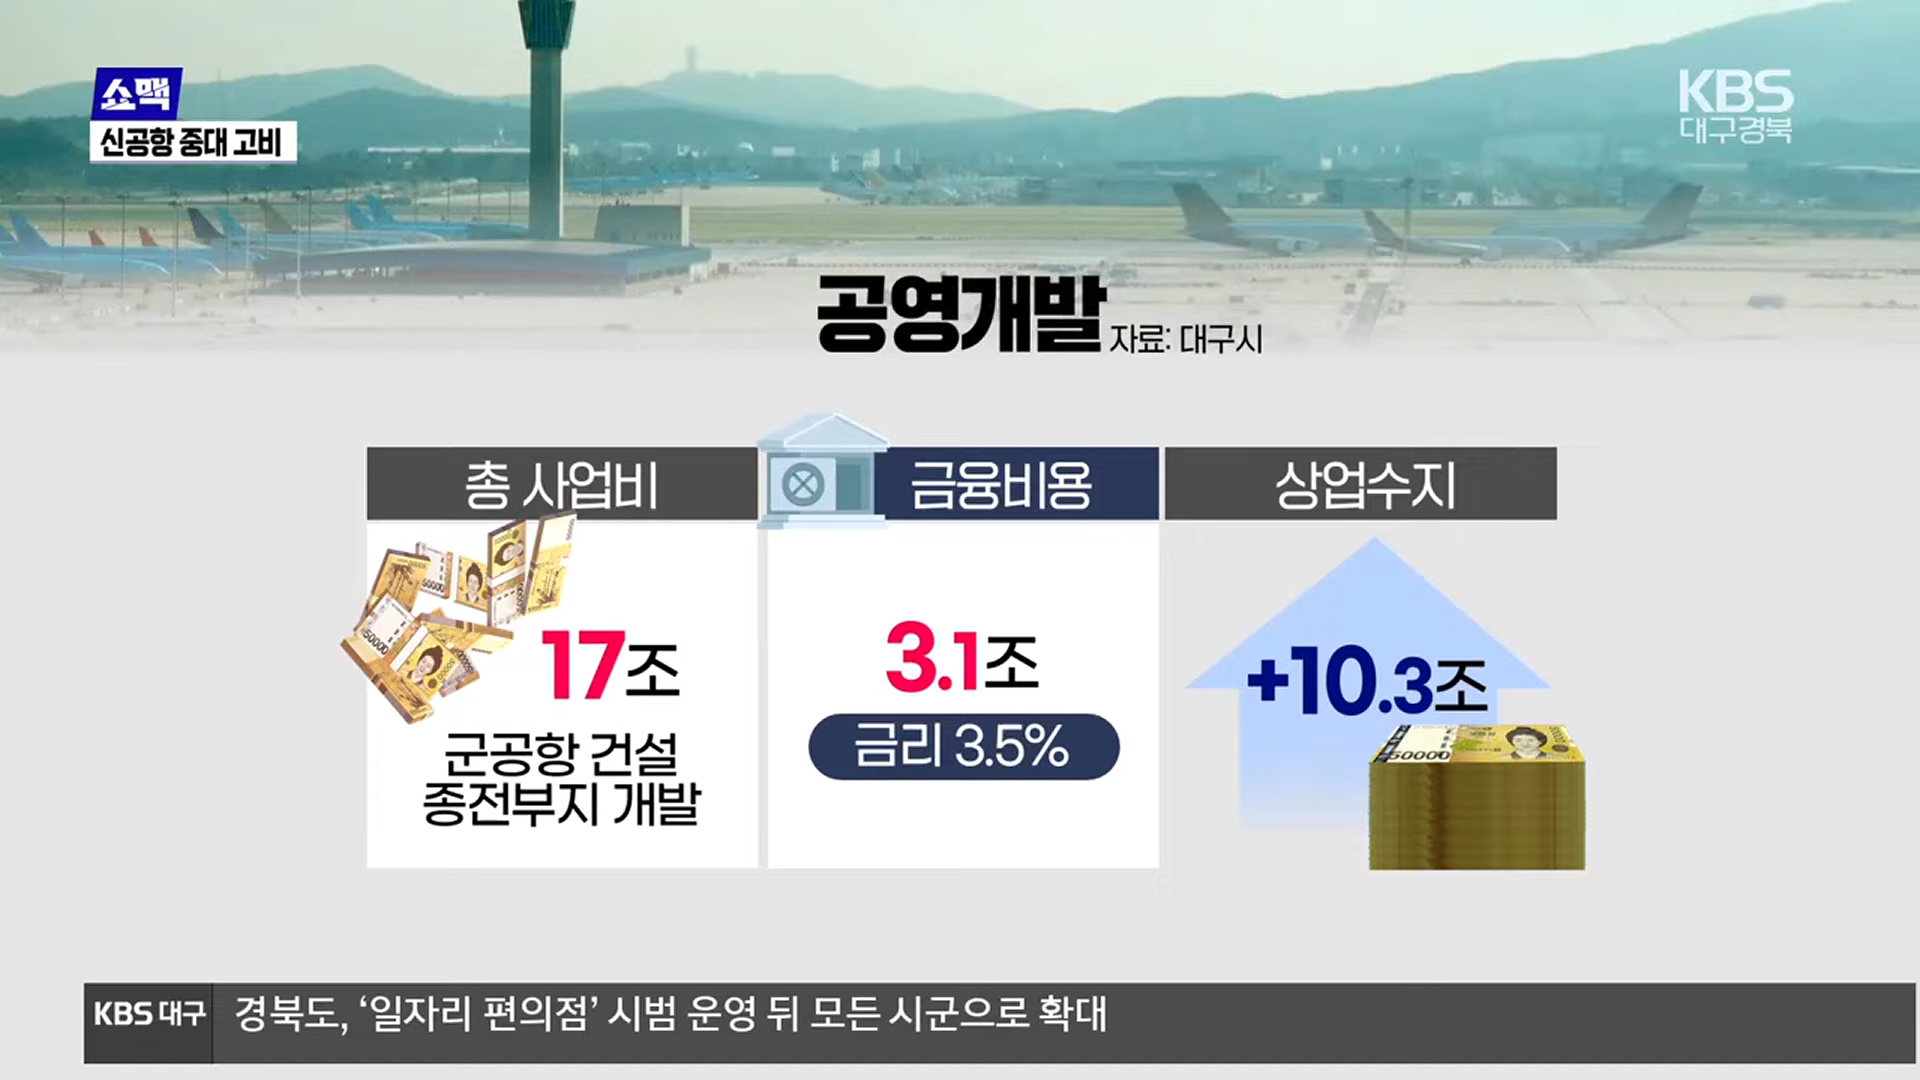 쇼맥
신공항 중대 고비
KBS
대구경북
공영개발 자료: 대구시
총 사업비
금융비용
상업수지
17조
군공항 건설
종전부지 개발
3.1조
금리 3.5%
+10.3조
50000
KBS 대구
경북도, ‘일자리 편의점’ 시범 운영 뒤 모든 시군으로 확대